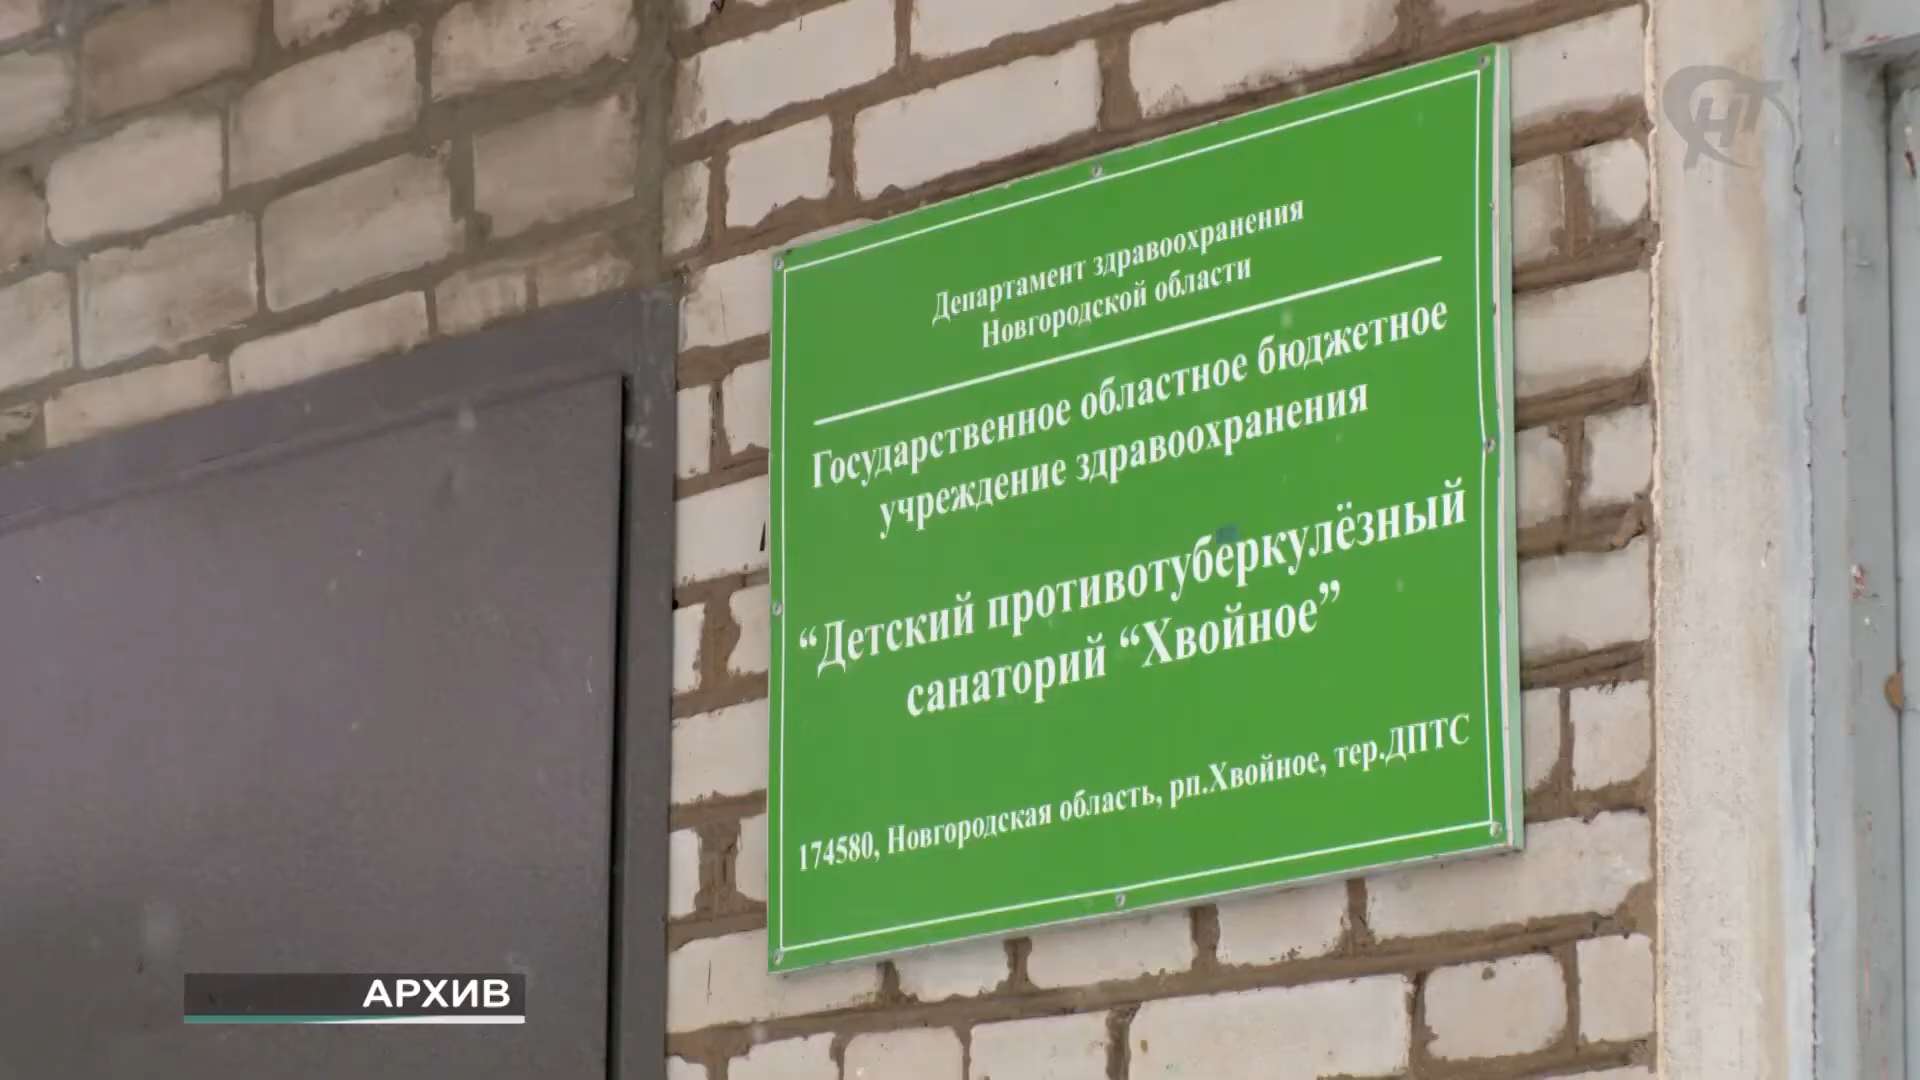 НТ
Департамент здравоохранения
Новгородской области
Государственное областное бюджетное
учреждение здравоохранения
“Детский противотуберкулёзный
санаторий “Хвойное”
174580, Новгородская область, рп.Хвойное, тер.ДПТС
АРХИВ